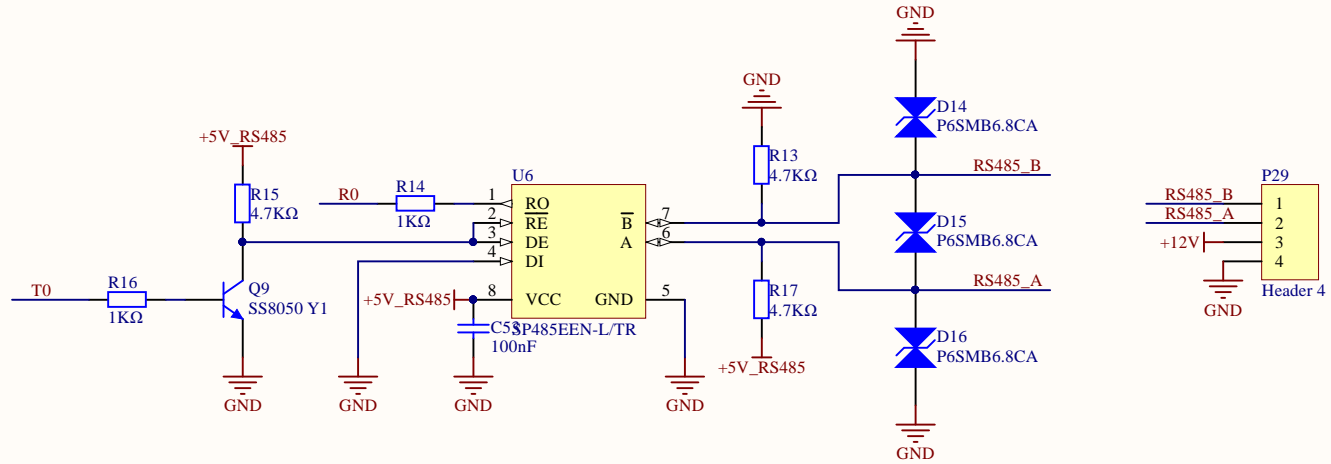 GND
D14
P6SMB6.8CA
GND
+5V_RS485
R13
4.7KΩ
RS485_B
R15
4.7KΩ
R0
R14
1KΩ
U6
1
RO
2
RE
3
DE
4
DI
8
VCC
B
7
A
6
GND
5
SP485EEN-L/TR
D15
P6SMB6.8CA
P29
RS485_B
1
RS485_A
2
+12V
3
4
GND
Header 4
T0
R16
1KΩ
Q9
SS8050 Y1
+5V_RS485
100nF
R17
4.7KΩ
+5V_RS485
RS485_A
D16
P6SMB6.8CA
GND
GND
GND
GND
GND